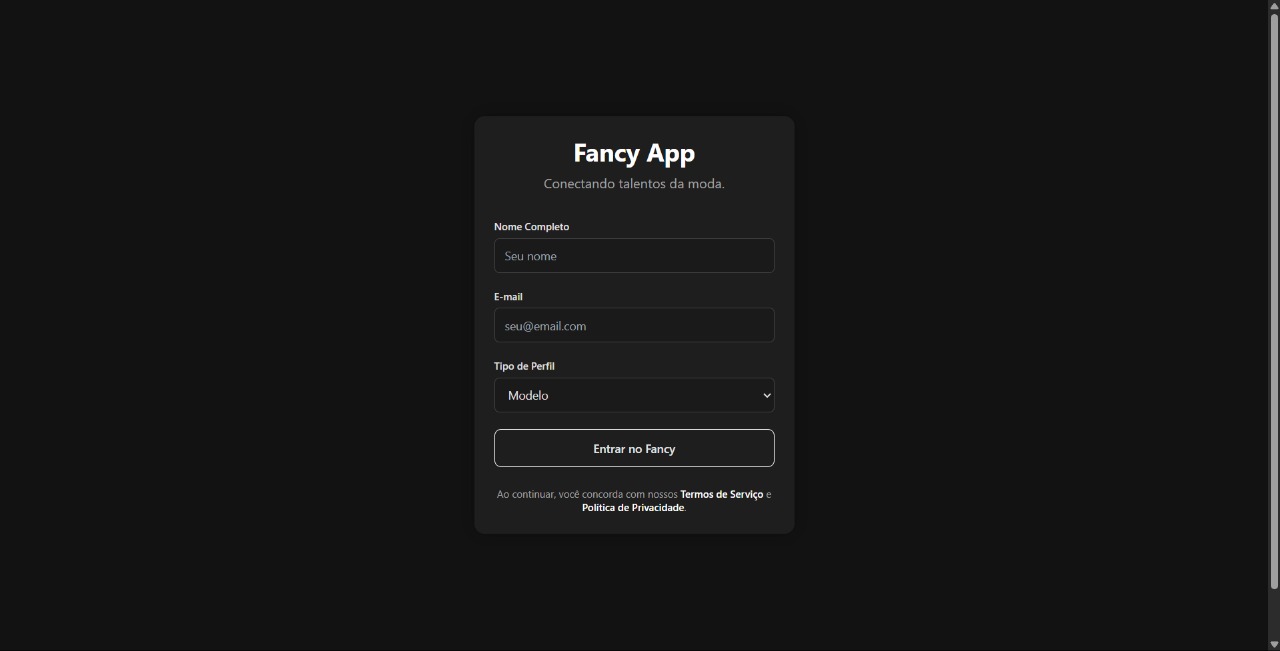 Fancy App
Conectando talentos da moda.
Nome Completo
Seu nome
E-mail
seu@email.com
Tipo de Perfil
Modelo
Entrar no Fancy
Ao continuar, você concorda com nossos Termos de Serviço e
Política de Privacidade.